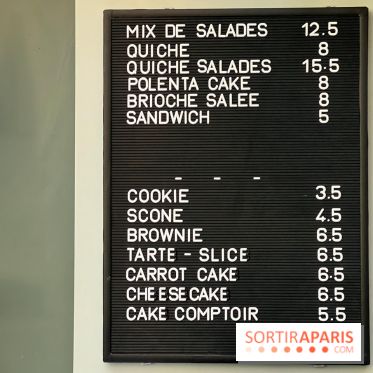 MIX DE SALADES 12.5
QUICHE 8
QUICHE SALADES 15.5
POLENTA CAKE 8
BRIOCHE SALEE 8
SANDWICH 5
- - -
COOKIE 3.5
SCONE 4.5
BROWNIE 6.5
TARTE - SLICE 6.5
CARROT CAKE 6.5
CHEESE CAKE 6.5
CAKE COMPTOIR 5.5
SORTIRAPARIS
.COM